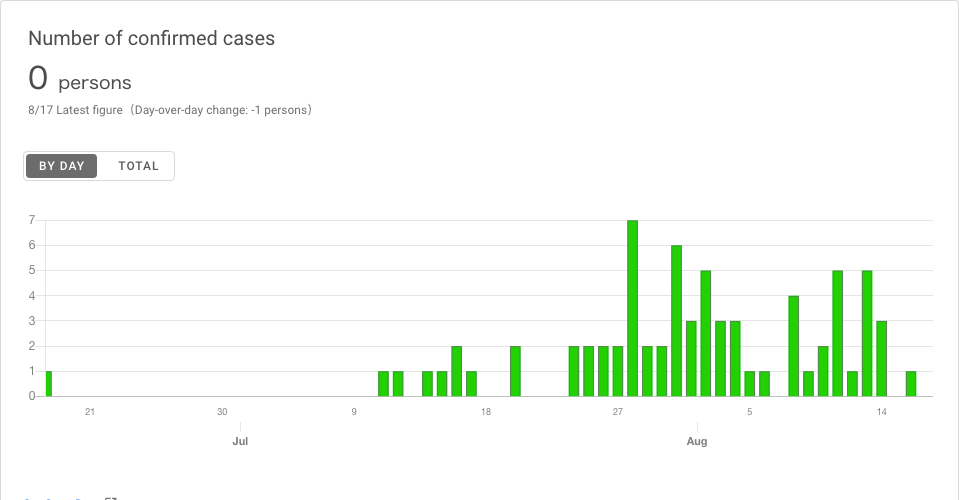 Number of confirmed cases
0 persons
8/17 Latest figure（Day-over-day change: -1 persons）
BY DAY TOTAL
7
6
5
4
3
2
1
0
21 30 9 18 27 5 14
Jul Aug